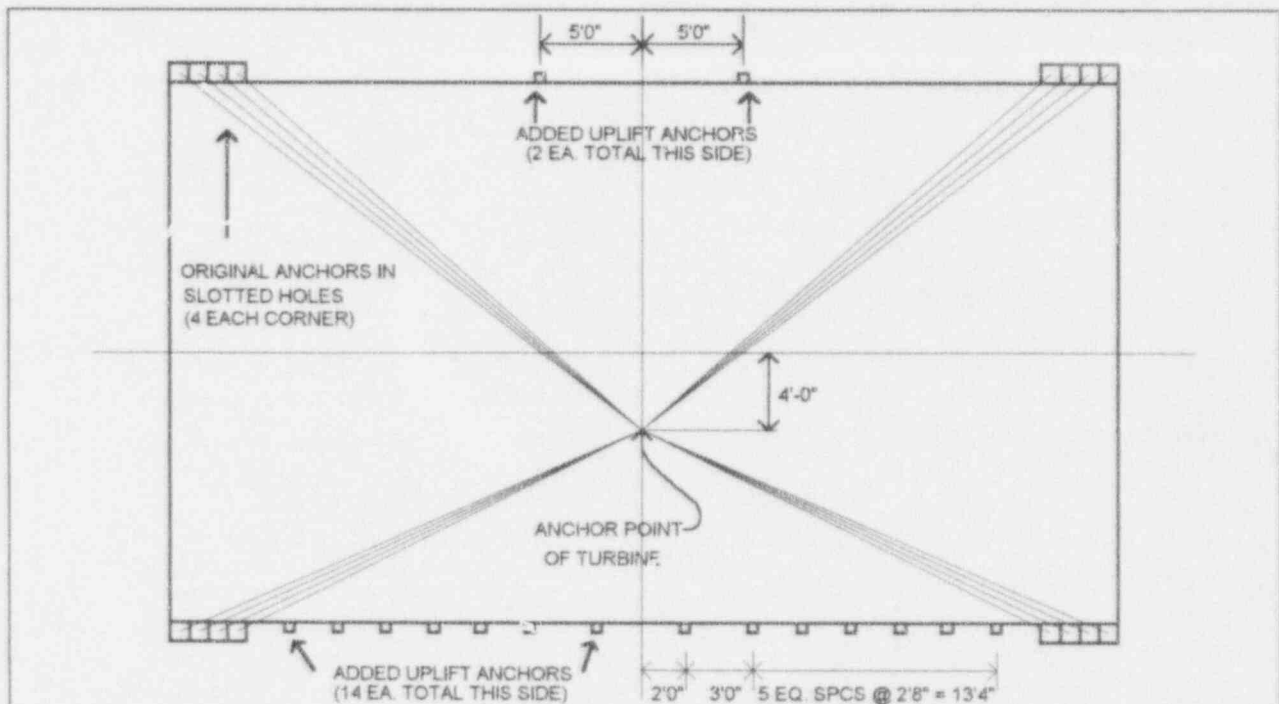 5'0" 5'0"
ADDED UPLIFT ANCHORS
(2 EA. TOTAL THIS SIDE)
ORIGINAL ANCHORS IN
SLOTTED HOLES
(4 EACH CORNER)
4'-0"
ANCHOR POINT
OF TURBINE
ADDED UPLIFT ANCHORS
(14 EA. TOTAL THIS SIDE)
2'0" 3'0" 5 EQ. SPCS @ 2'8" = 13'4"